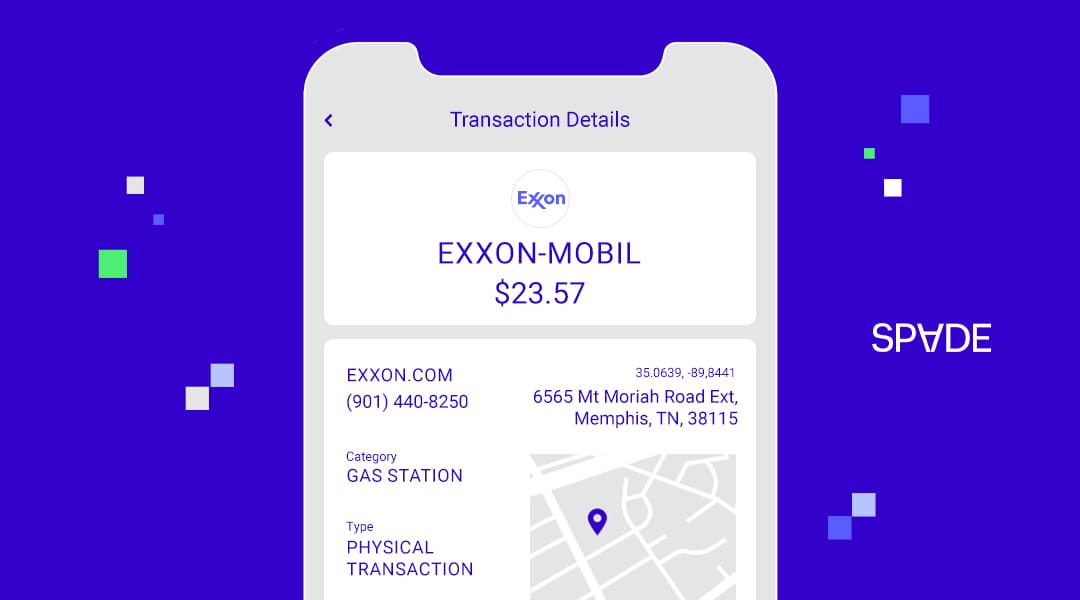 Transaction Details
Exxon
EXXON-MOBIL
$23.57
SPADE
EXXON.COM
(901) 440-8250
35.0639, -89,8441
6565 Mt Moriah Road Ext,
Memphis, TN, 38115
Category
GAS STATION
Type
PHYSICAL
TRANSACTION